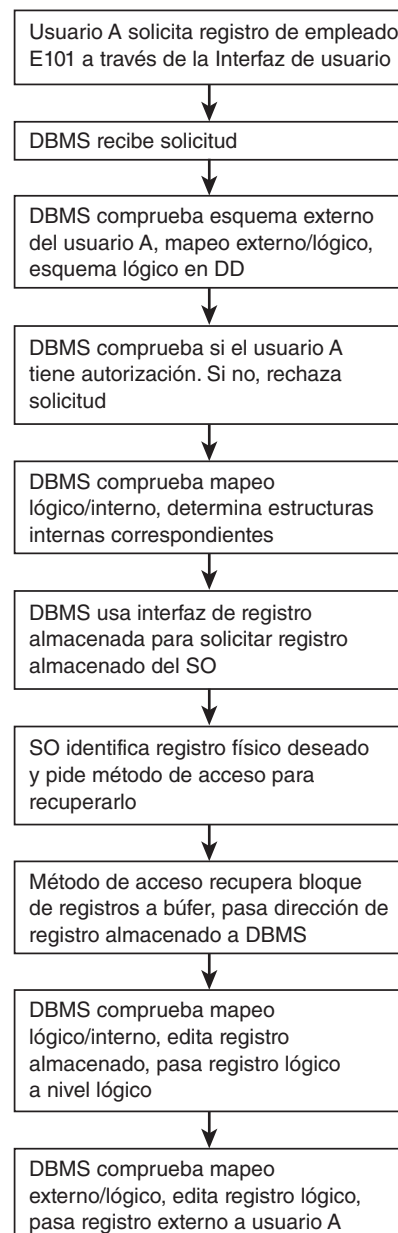 Usuario A solicita registro de empleado
E101 a través de la Interfaz de usuario
DBMS recibe solicitud
DBMS comprueba esquema externo
del usuario A, mapeo externo/lógico,
esquema lógico en DD
DBMS comprueba si el usuario A
tiene autorización. Si no, rechaza
solicitud
DBMS comprueba mapeo
lógico/interno, determina estructuras
internas correspondientes
DBMS usa interfaz de registro
almacenada para solicitar registro
almacenado del SO
SO identifica registro físico deseado
y pide método de acceso para
recuperarlo
Método de acceso recupera bloque
de registros a búfer, pasa dirección de
registro almacenado a DBMS
DBMS comprueba mapeo
lógico/interno, edita registro
almacenado, pasa registro lógico
a nivel lógico
DBMS comprueba mapeo
externo/lógico, edita registro lógico,
pasa registro externo a usuario A